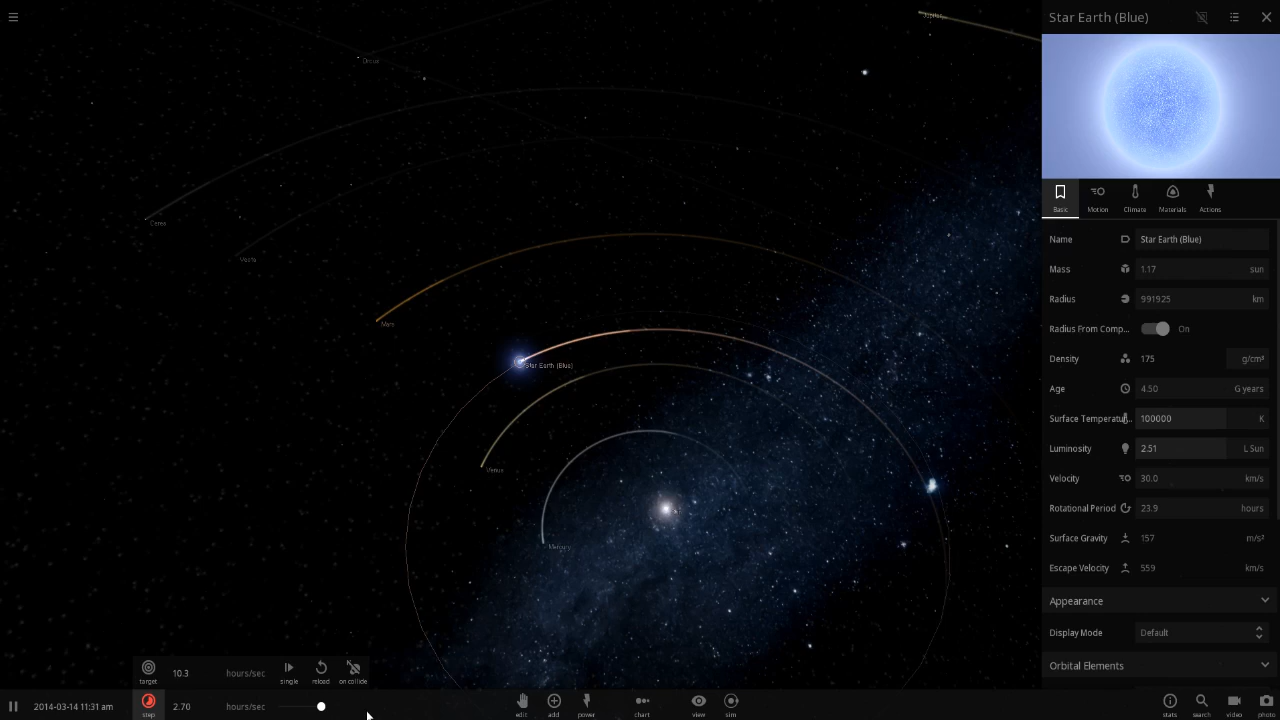 Star Earth (Blue)
Jupiter
Ceres
Mars
Star Earth (Blue)
Venus
Mercury
Basic
Motion
Climate
Materials
Actions
Name Star Earth (Blue)
Mass 1.17 sun
Radius 991925 km
Radius From Comp... On
Density 175 g/cm³
Age 4.50 G years
Surface Temperatu... 100000 K
Luminosity 2.51 L Sun
Velocity 30.0 km/s
Rotational Period 23.9 hours
Surface Gravity 157 m/s²
Escape Velocity 559 km/s
Appearance
Display Mode Default
Orbital Elements
target 10.3 hours/sec single reload on collide
2014-03-14 11:31 am step 2.70 hours/sec edit add power chart view sim stats search video photo